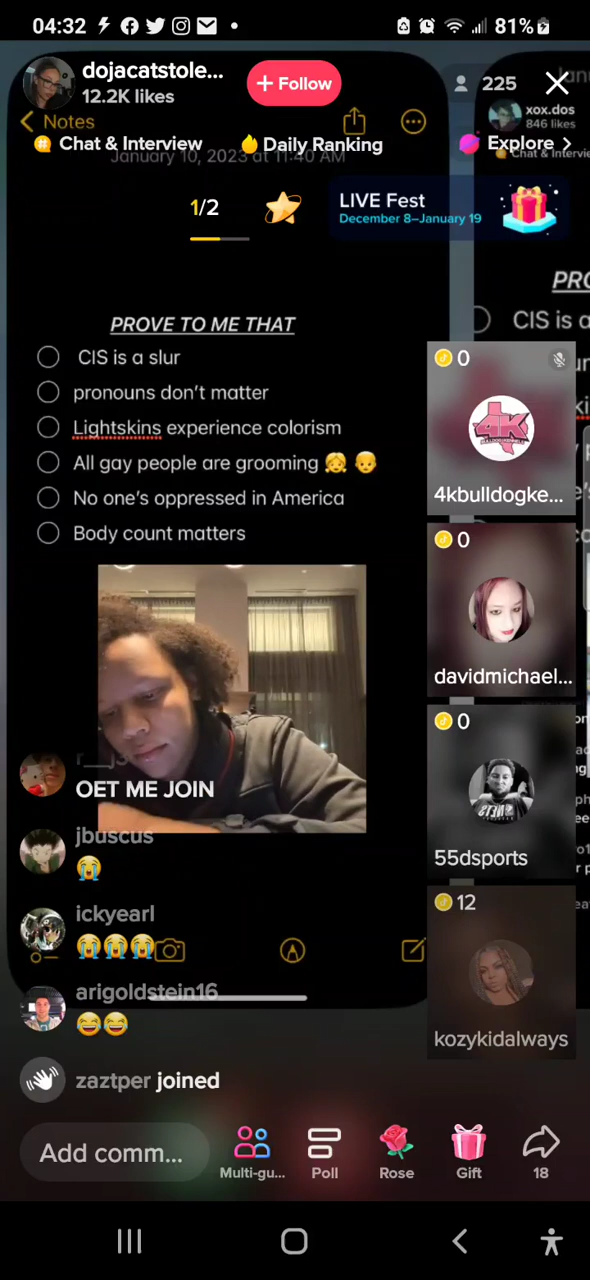 04:32
81%
dojacatstole...
12.2K likes
+ Follow
225
Notes
xox.dos
846 likes
Chat & Interview
Daily Ranking
Explore >
January 10, 2023 at 11:40 AM
1/2
LIVE Fest
December 8–January 19
PROVE TO ME THAT
CIS is a slur
CIS is a
pronouns don't matter
Lightskins experience colorism
All gay people are grooming 👧 👴
No one's oppressed in America
Body count matters
0
4K
4kbulldogke...
0
davidmichael...
0
55dsports
12
kozykidalways
OET ME JOIN
jbuscus
😭
ickyearl
😭😭😭
arigoldstein16
😂😂
zaztper joined
Add comm...
Multi-gu...
Poll
Rose
Gift
18